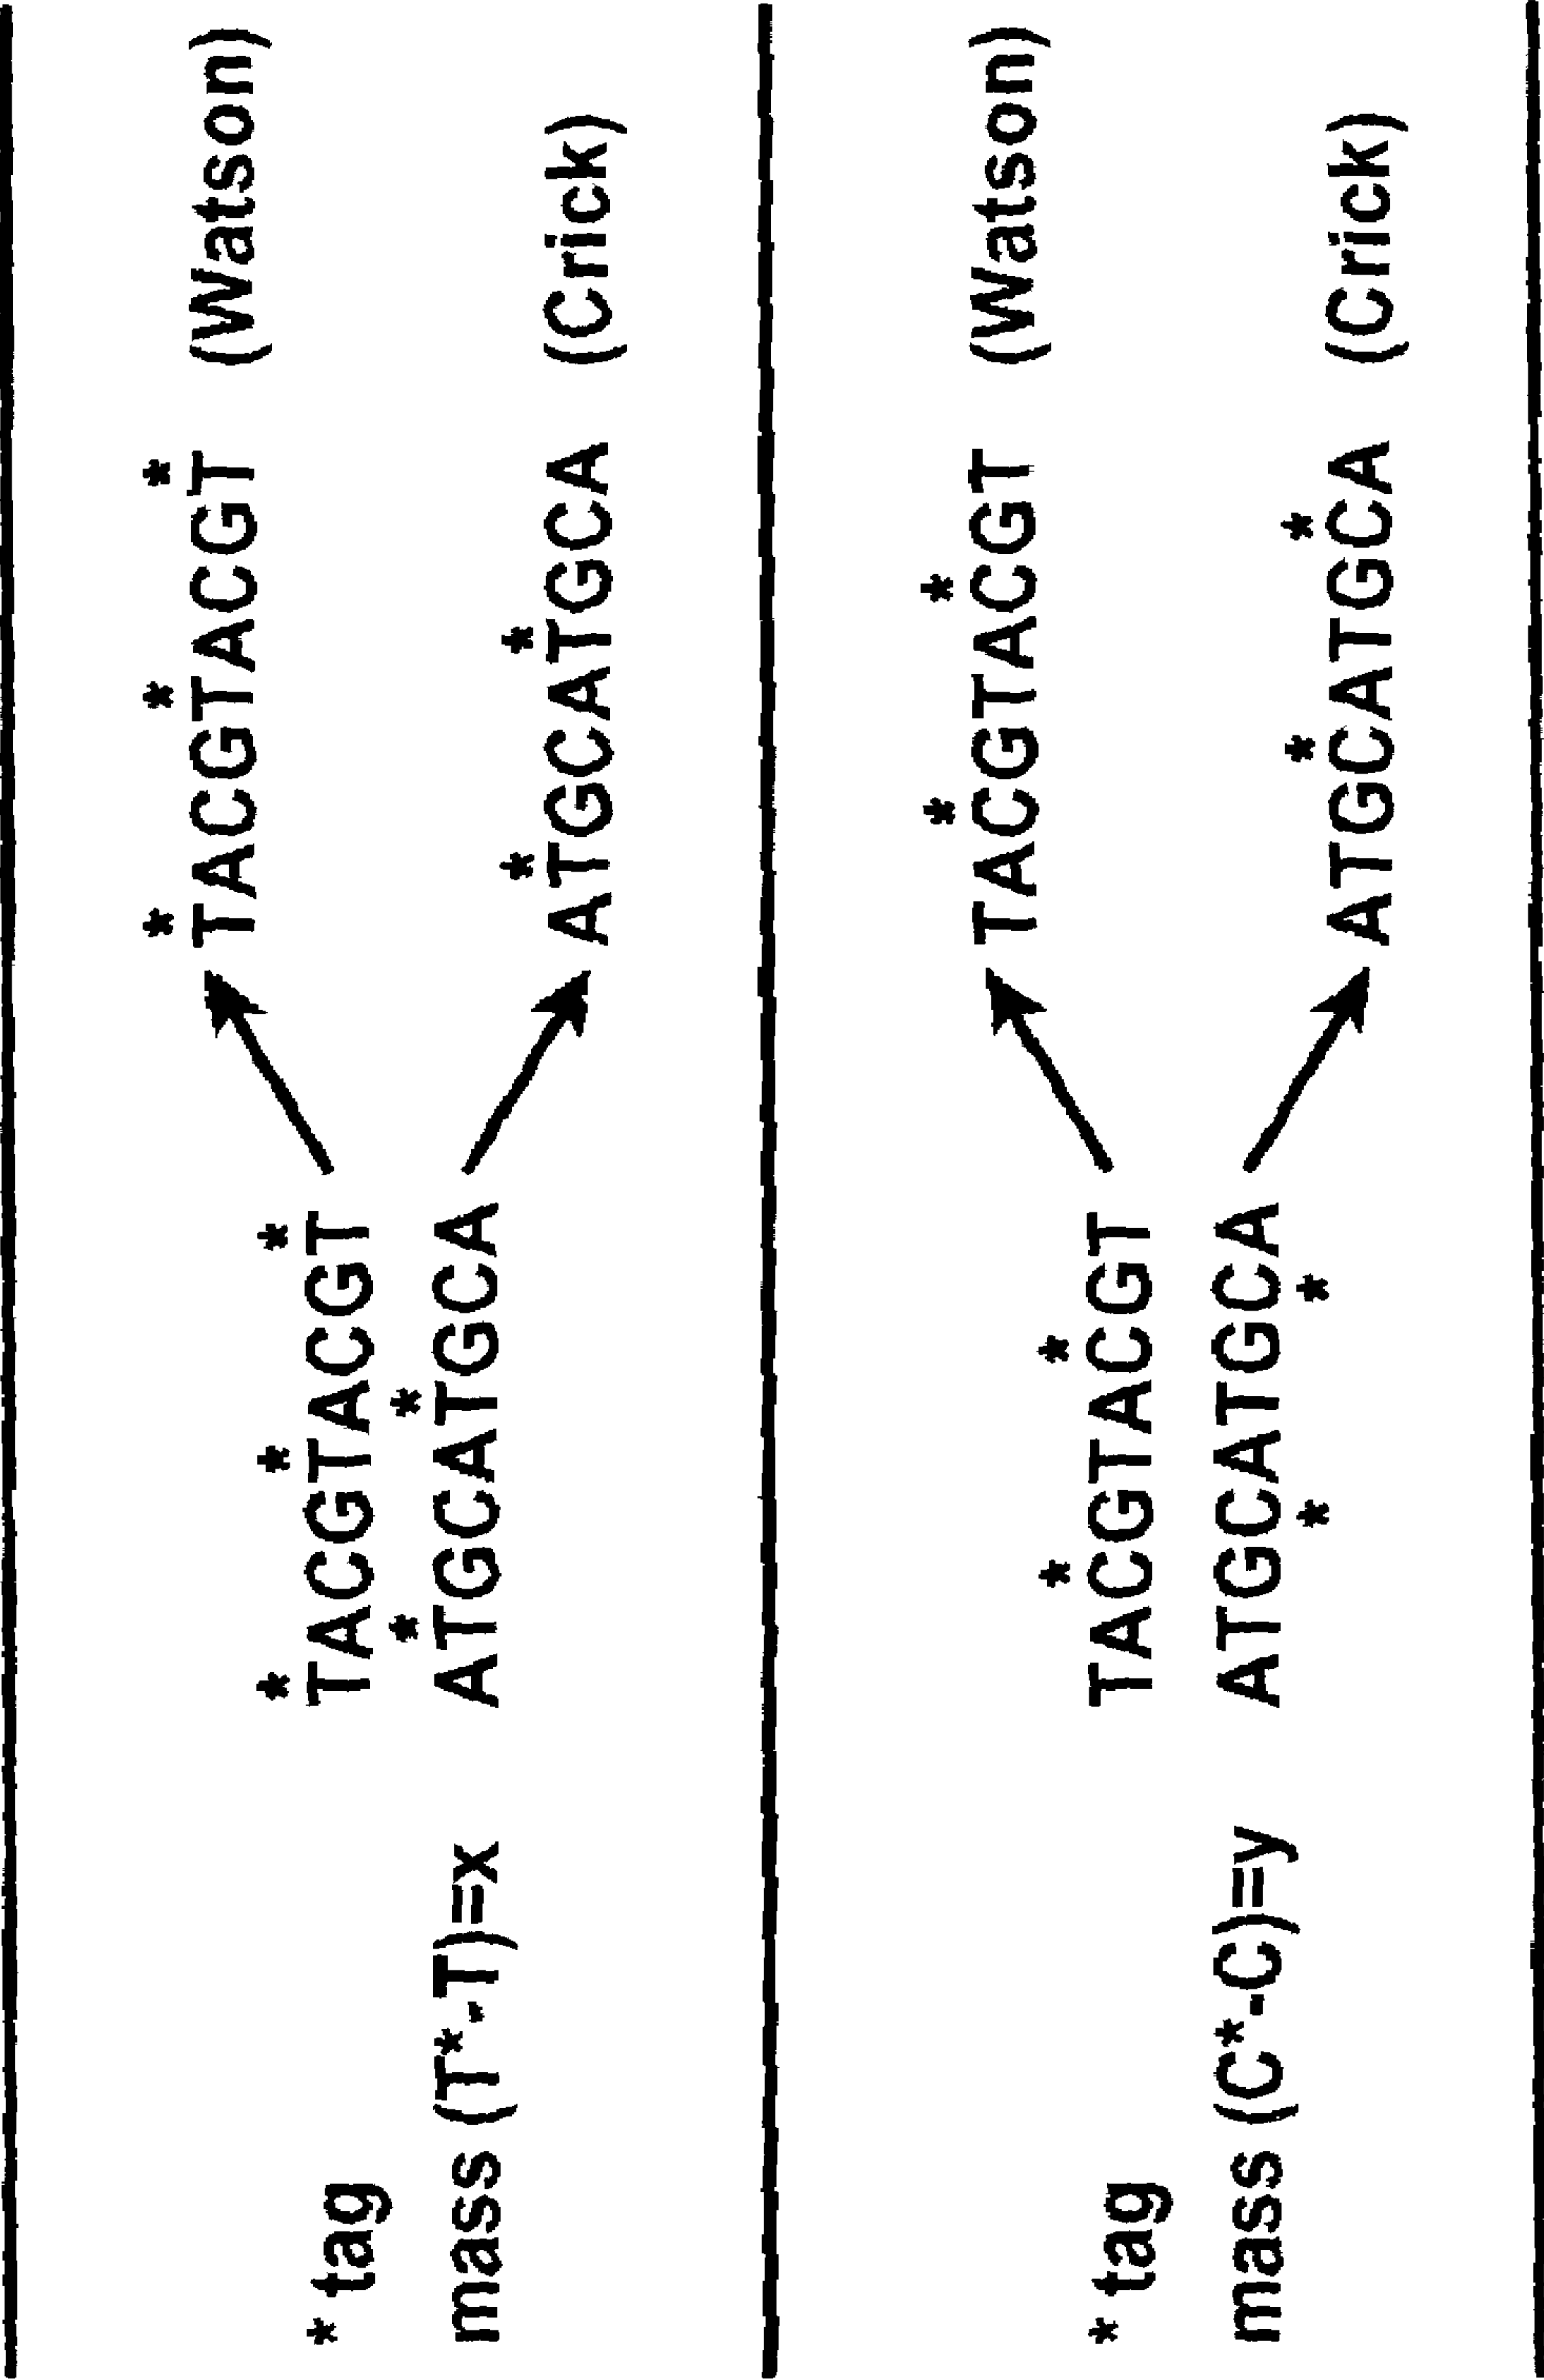 * * *
TACGTACGT (Watson)
* * *
* tag TACGTACGT
* *
mass (T*-T)=x ATGCATGCA
* *
ATGCATGCA (Crick)
* *
TACGTACGT (Watson)
* *
* tag TACGTACGT
mass (C*-C)=y ATGCATGCA
* * * *
ATGCATGCA (Crick)